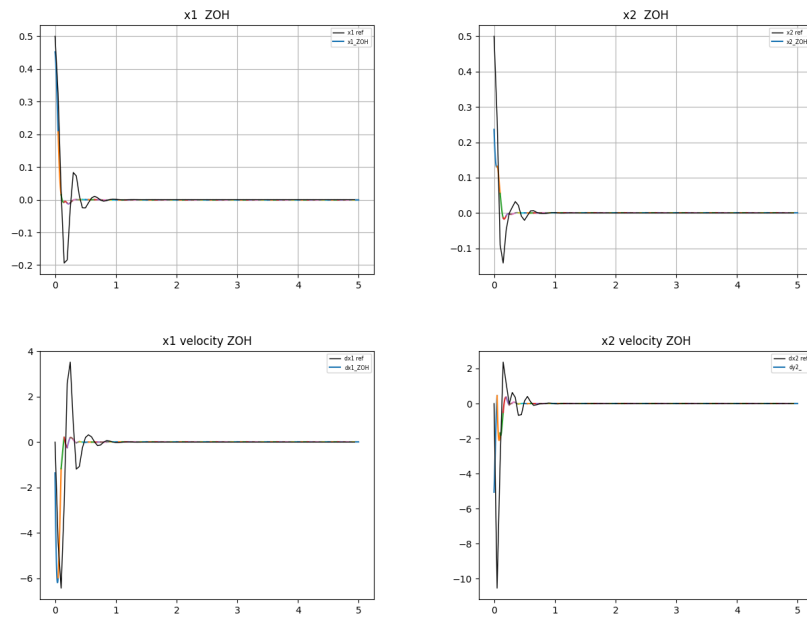 x1 ZOH
0.5
0.4
0.3
0.2
0.1
0.0
−0.1
−0.2
0 1 2 3 4 5
x1 ref
x1_ZOH
x2 ZOH
0.5
0.4
0.3
0.2
0.1
0.0
−0.1
0 1 2 3 4 5
x2 ref
x2_ZOH
x1 velocity ZOH
4
2
0
−2
−4
−6
0 1 2 3 4 5
dx1 ref
dx1_ZOH
x2 velocity ZOH
2
0
−2
−4
−6
−8
−10
0 1 2 3 4 5
dx2 ref
dy2_